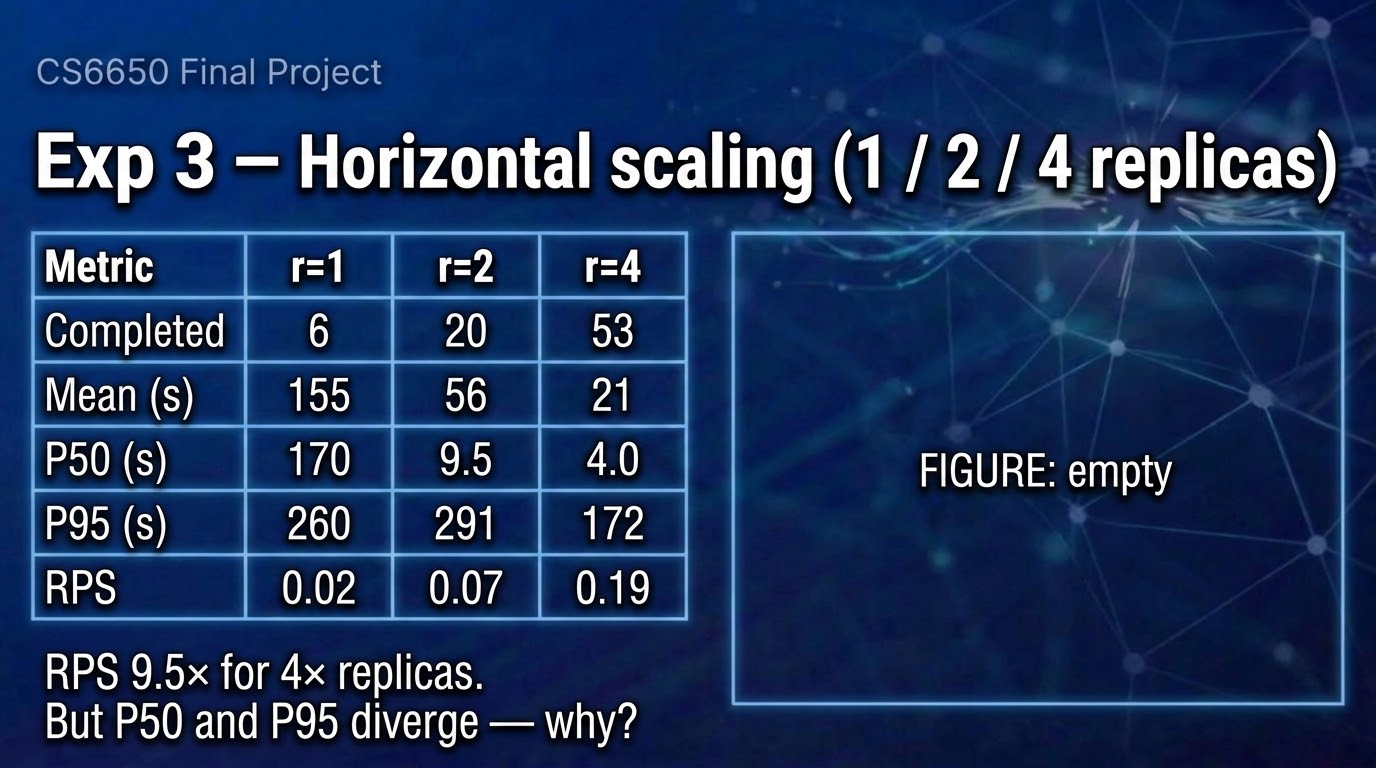 CS6650 Final Project
Exp 3 — Horizontal scaling (1 / 2 / 4 replicas)
Metric r=1 r=2 r=4
Completed 6 20 53
Mean (s) 155 56 21
P50 (s) 170 9.5 4.0
P95 (s) 260 291 172
RPS 0.02 0.07 0.19
FIGURE: empty
RPS 9.5× for 4× replicas.
But P50 and P95 diverge — why?